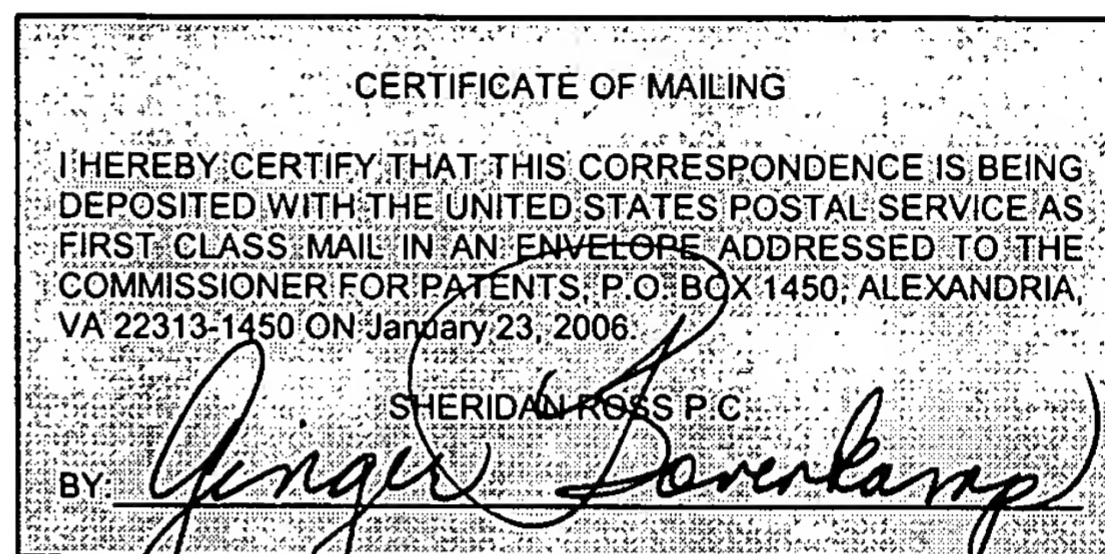 CERTIFICATE OF MAILING
I HEREBY CERTIFY THAT THIS CORRESPONDENCE IS BEING
DEPOSITED WITH THE UNITED STATES POSTAL SERVICE AS
FIRST CLASS MAIL IN AN ENVELOPE ADDRESSED TO THE
COMMISSIONER FOR PATENTS, P.O. BOX 1450, ALEXANDRIA,
VA 22313-1450 ON January 23, 2006.
SHERIDAN ROSS P.C.
BY: Ginger Boverkamp